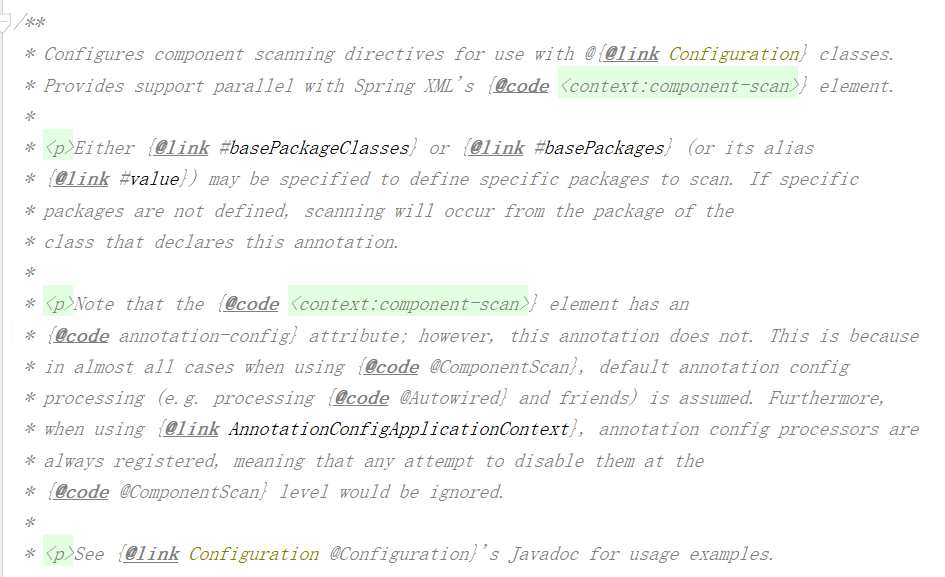 /**
* Configures component scanning directives for use with @{@link Configuration} classes.
* Provides support parallel with Spring XML's {@code <context:component-scan>} element.
*
* <p>Either {@link #basePackageClasses} or {@link #basePackages} (or its alias
* {@link #value}) may be specified to define specific packages to scan. If specific
* packages are not defined, scanning will occur from the package of the
* class that declares this annotation.
*
* <p>Note that the {@code <context:component-scan>} element has an
* {@code annotation-config} attribute; however, this annotation does not. This is because
* in almost all cases when using {@code @ComponentScan}, default annotation config
* processing (e.g. processing {@code @Autowired} and friends) is assumed. Furthermore,
* when using {@link AnnotationConfigApplicationContext}, annotation config processors are
* always registered, meaning that any attempt to disable them at the
* {@code @ComponentScan} level would be ignored.
*
* <p>See {@link Configuration @Configuration}'s Javadoc for usage examples.